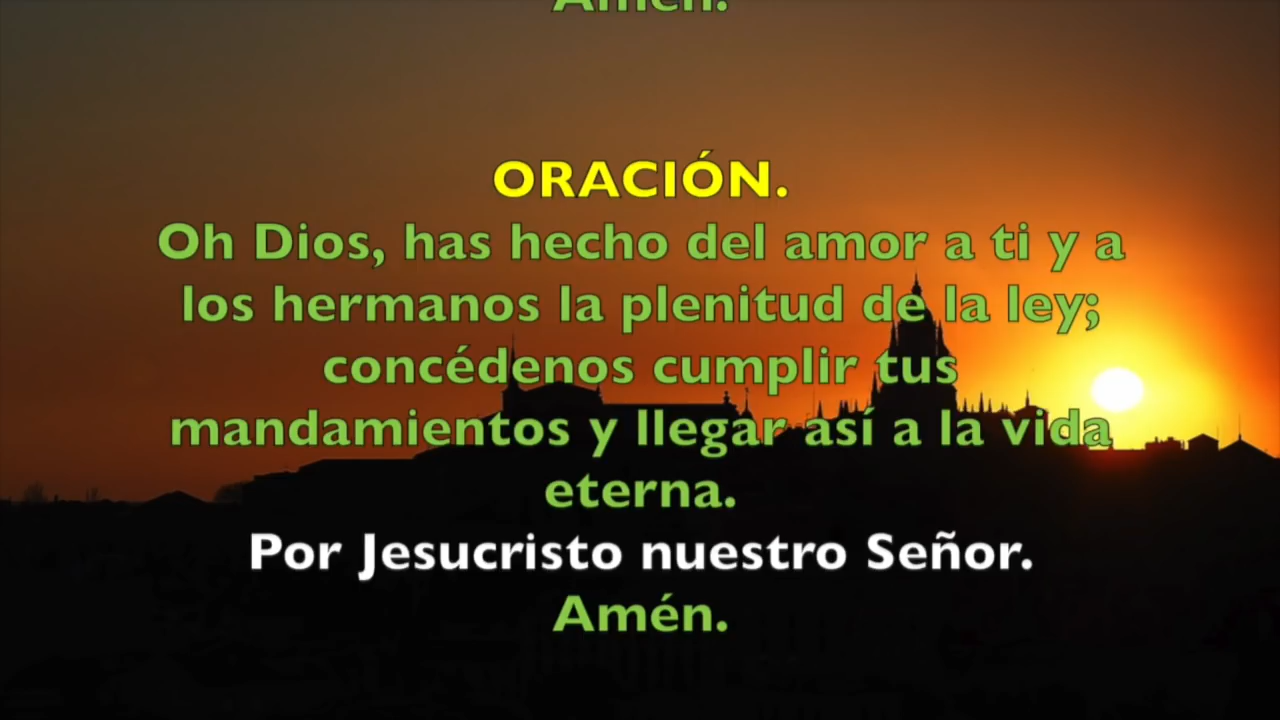 Amén.
ORACIÓN.
Oh Dios, has hecho del amor a ti y a
los hermanos la plenitud de la ley;
concédenos cumplir tus
mandamientos y llegar así a la vida
eterna.
Por Jesucristo nuestro Señor.
Amén.